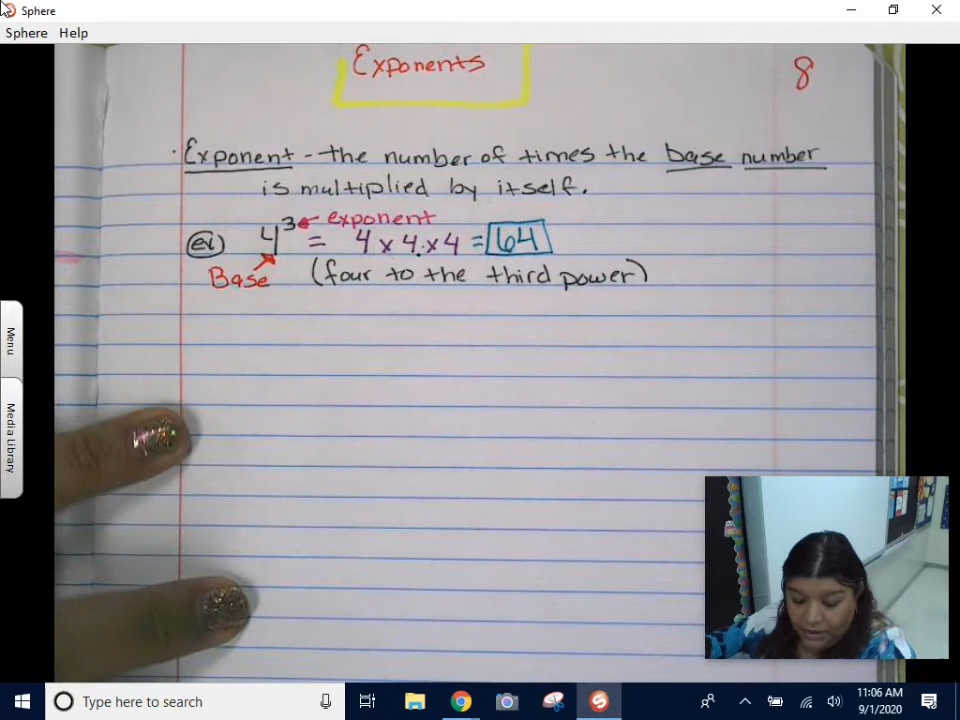 Sphere
Sphere Help
Exponents
8
· Exponent - the number of times the base number
is multiplied by itself.
4³ ← exponent
ex) = 4 x 4 x 4 = 64
Base (four to the third power)
Menu
Media Library
Type here to search
11:06 AM
9/1/2020